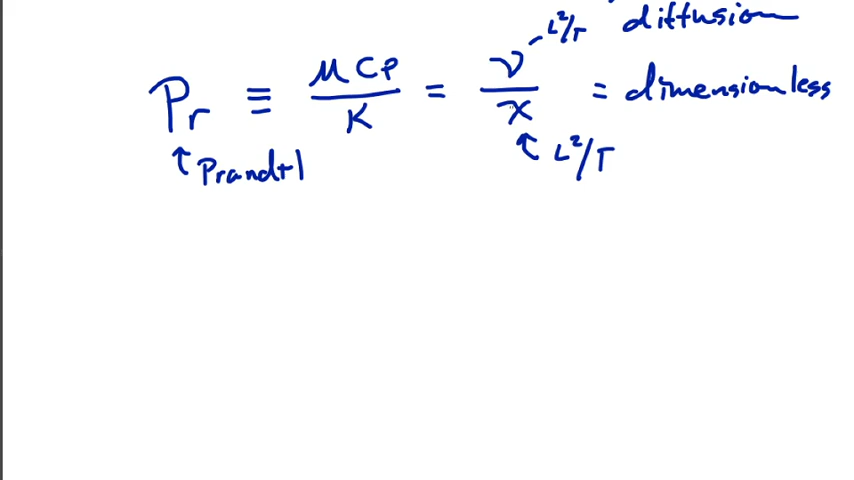 L²/T diffusion
Pr ≡ μCP/K = ν/χ = dimensionless
↑ Prandtl ↑ L²/T